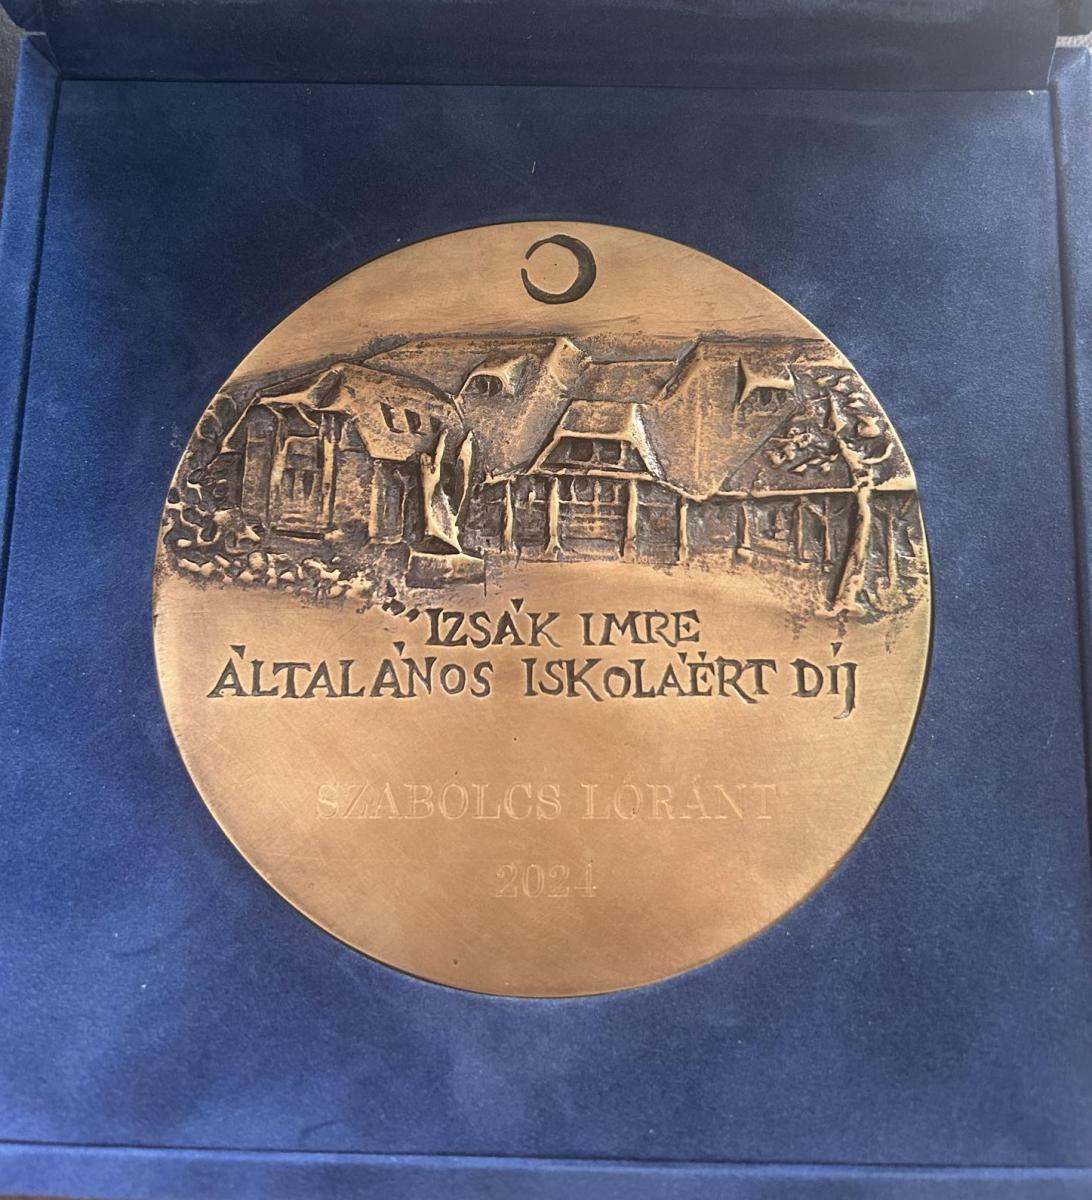 IZSÁK IMRE
ÁLTALÁNOS ISKOLÁÉRT DÍJ
SZABOLCS LÓRÁNT
2024